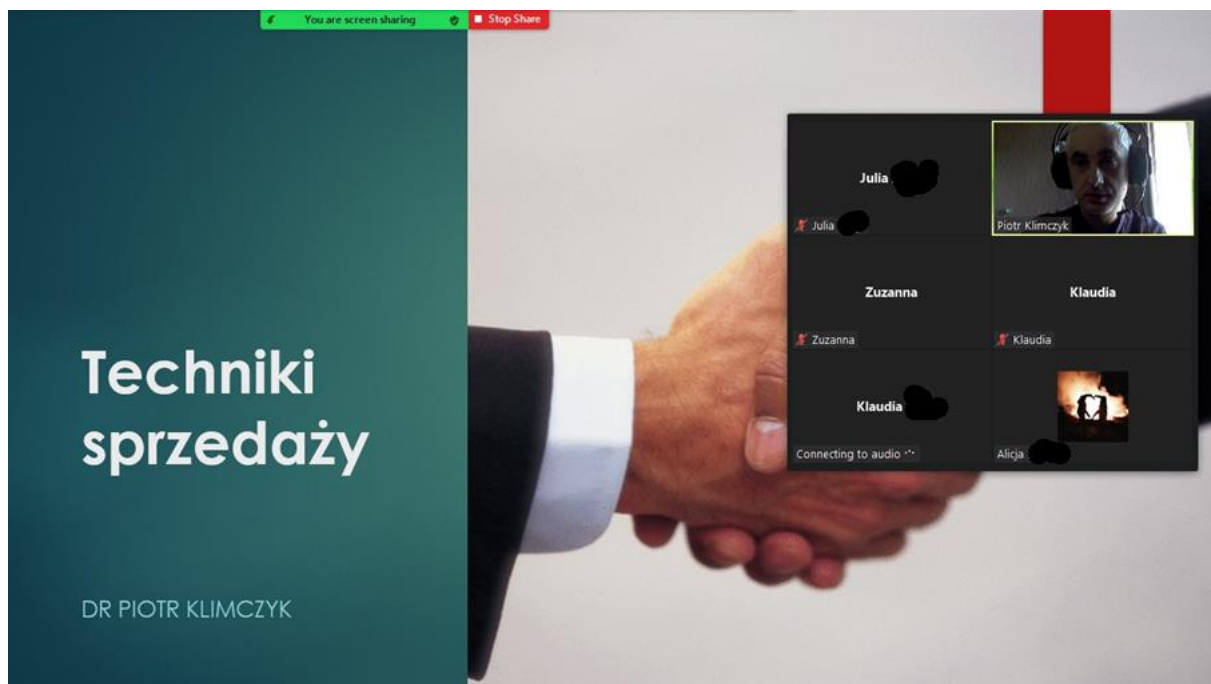 You are screen sharing
Stop Share
Techniki
sprzedaży
DR PIOTR KLIMCZYK
Julia
Julia
Piotr Klimczyk
Zuzanna
Zuzanna
Klaudia
Klaudia
Klaudia
Connecting to audio
Alicja